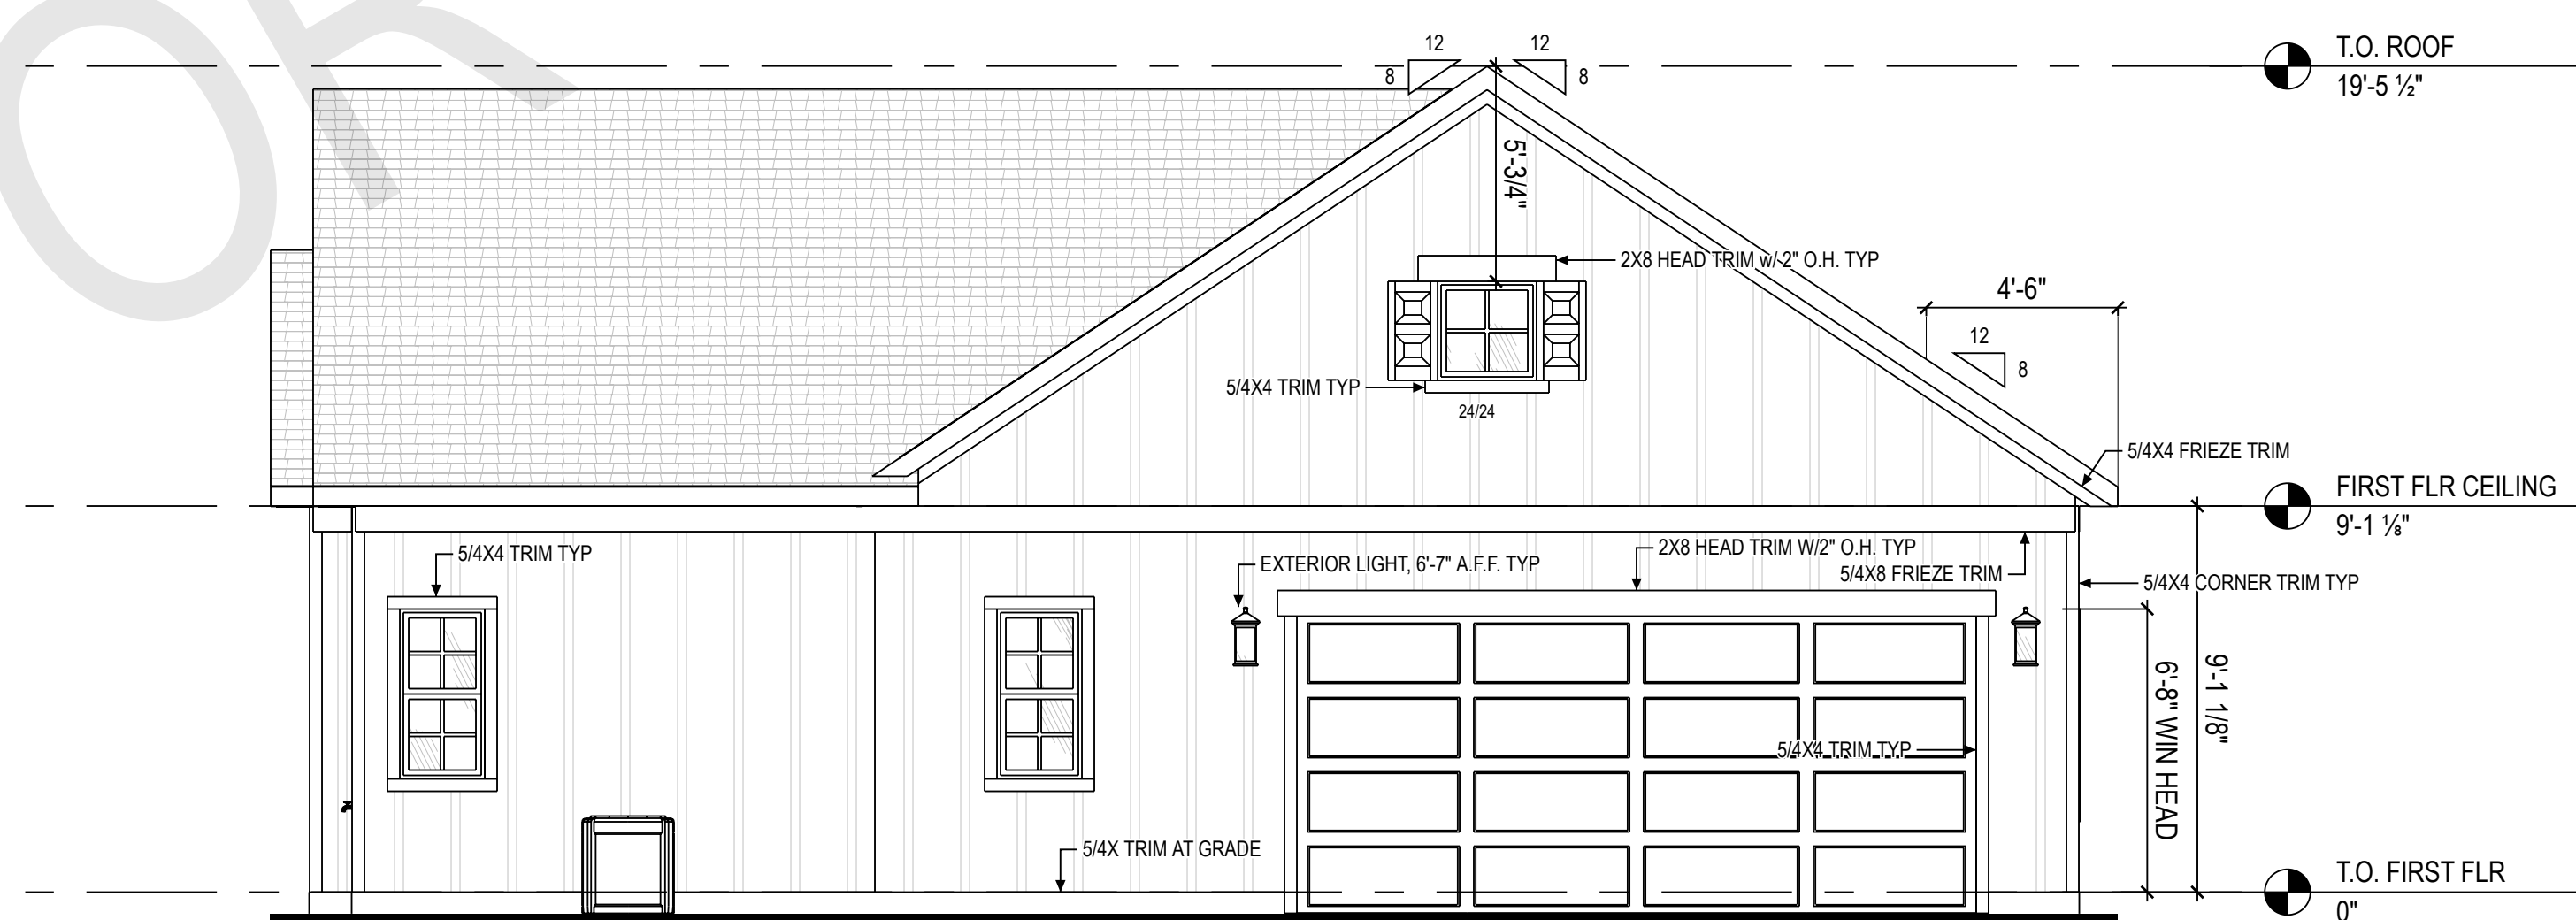 OR
T.O. ROOF
19'-5 ½"
12
12
8
8
5'-3/4"
2X8 HEAD TRIM w/ 2" O.H. TYP
4'-6"
12
8
5/4X4 TRIM TYP
24/24
5/4X4 FRIEZE TRIM
FIRST FLR CEILING
9'-1 ⅛"
5/4X4 TRIM TYP
EXTERIOR LIGHT, 6'-7" A.F.F. TYP
2X8 HEAD TRIM W/2" O.H. TYP
5/4X8 FRIEZE TRIM
5/4X4 CORNER TRIM TYP
6'-8" WIN HEAD
9'-1 1/8"
5/4X4 TRIM TYP
5/4X TRIM AT GRADE
T.O. FIRST FLR
0"